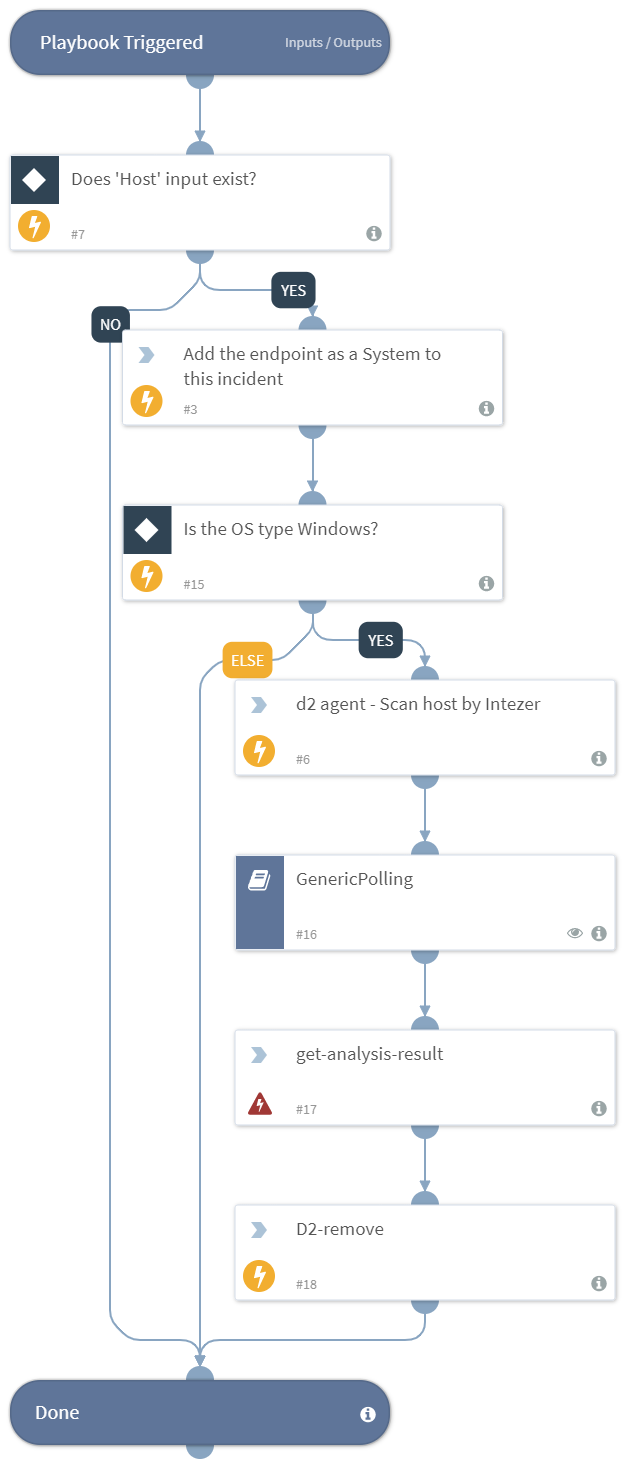 Playbook Triggered
Inputs / Outputs
Does 'Host' input exist?
#7
YES
NO
Add the endpoint as a System to
this incident
#3
Is the OS type Windows?
#15
YES
ELSE
d2 agent - Scan host by Intezer
#6
GenericPolling
#16
get-analysis-result
#17
D2-remove
#18
Done